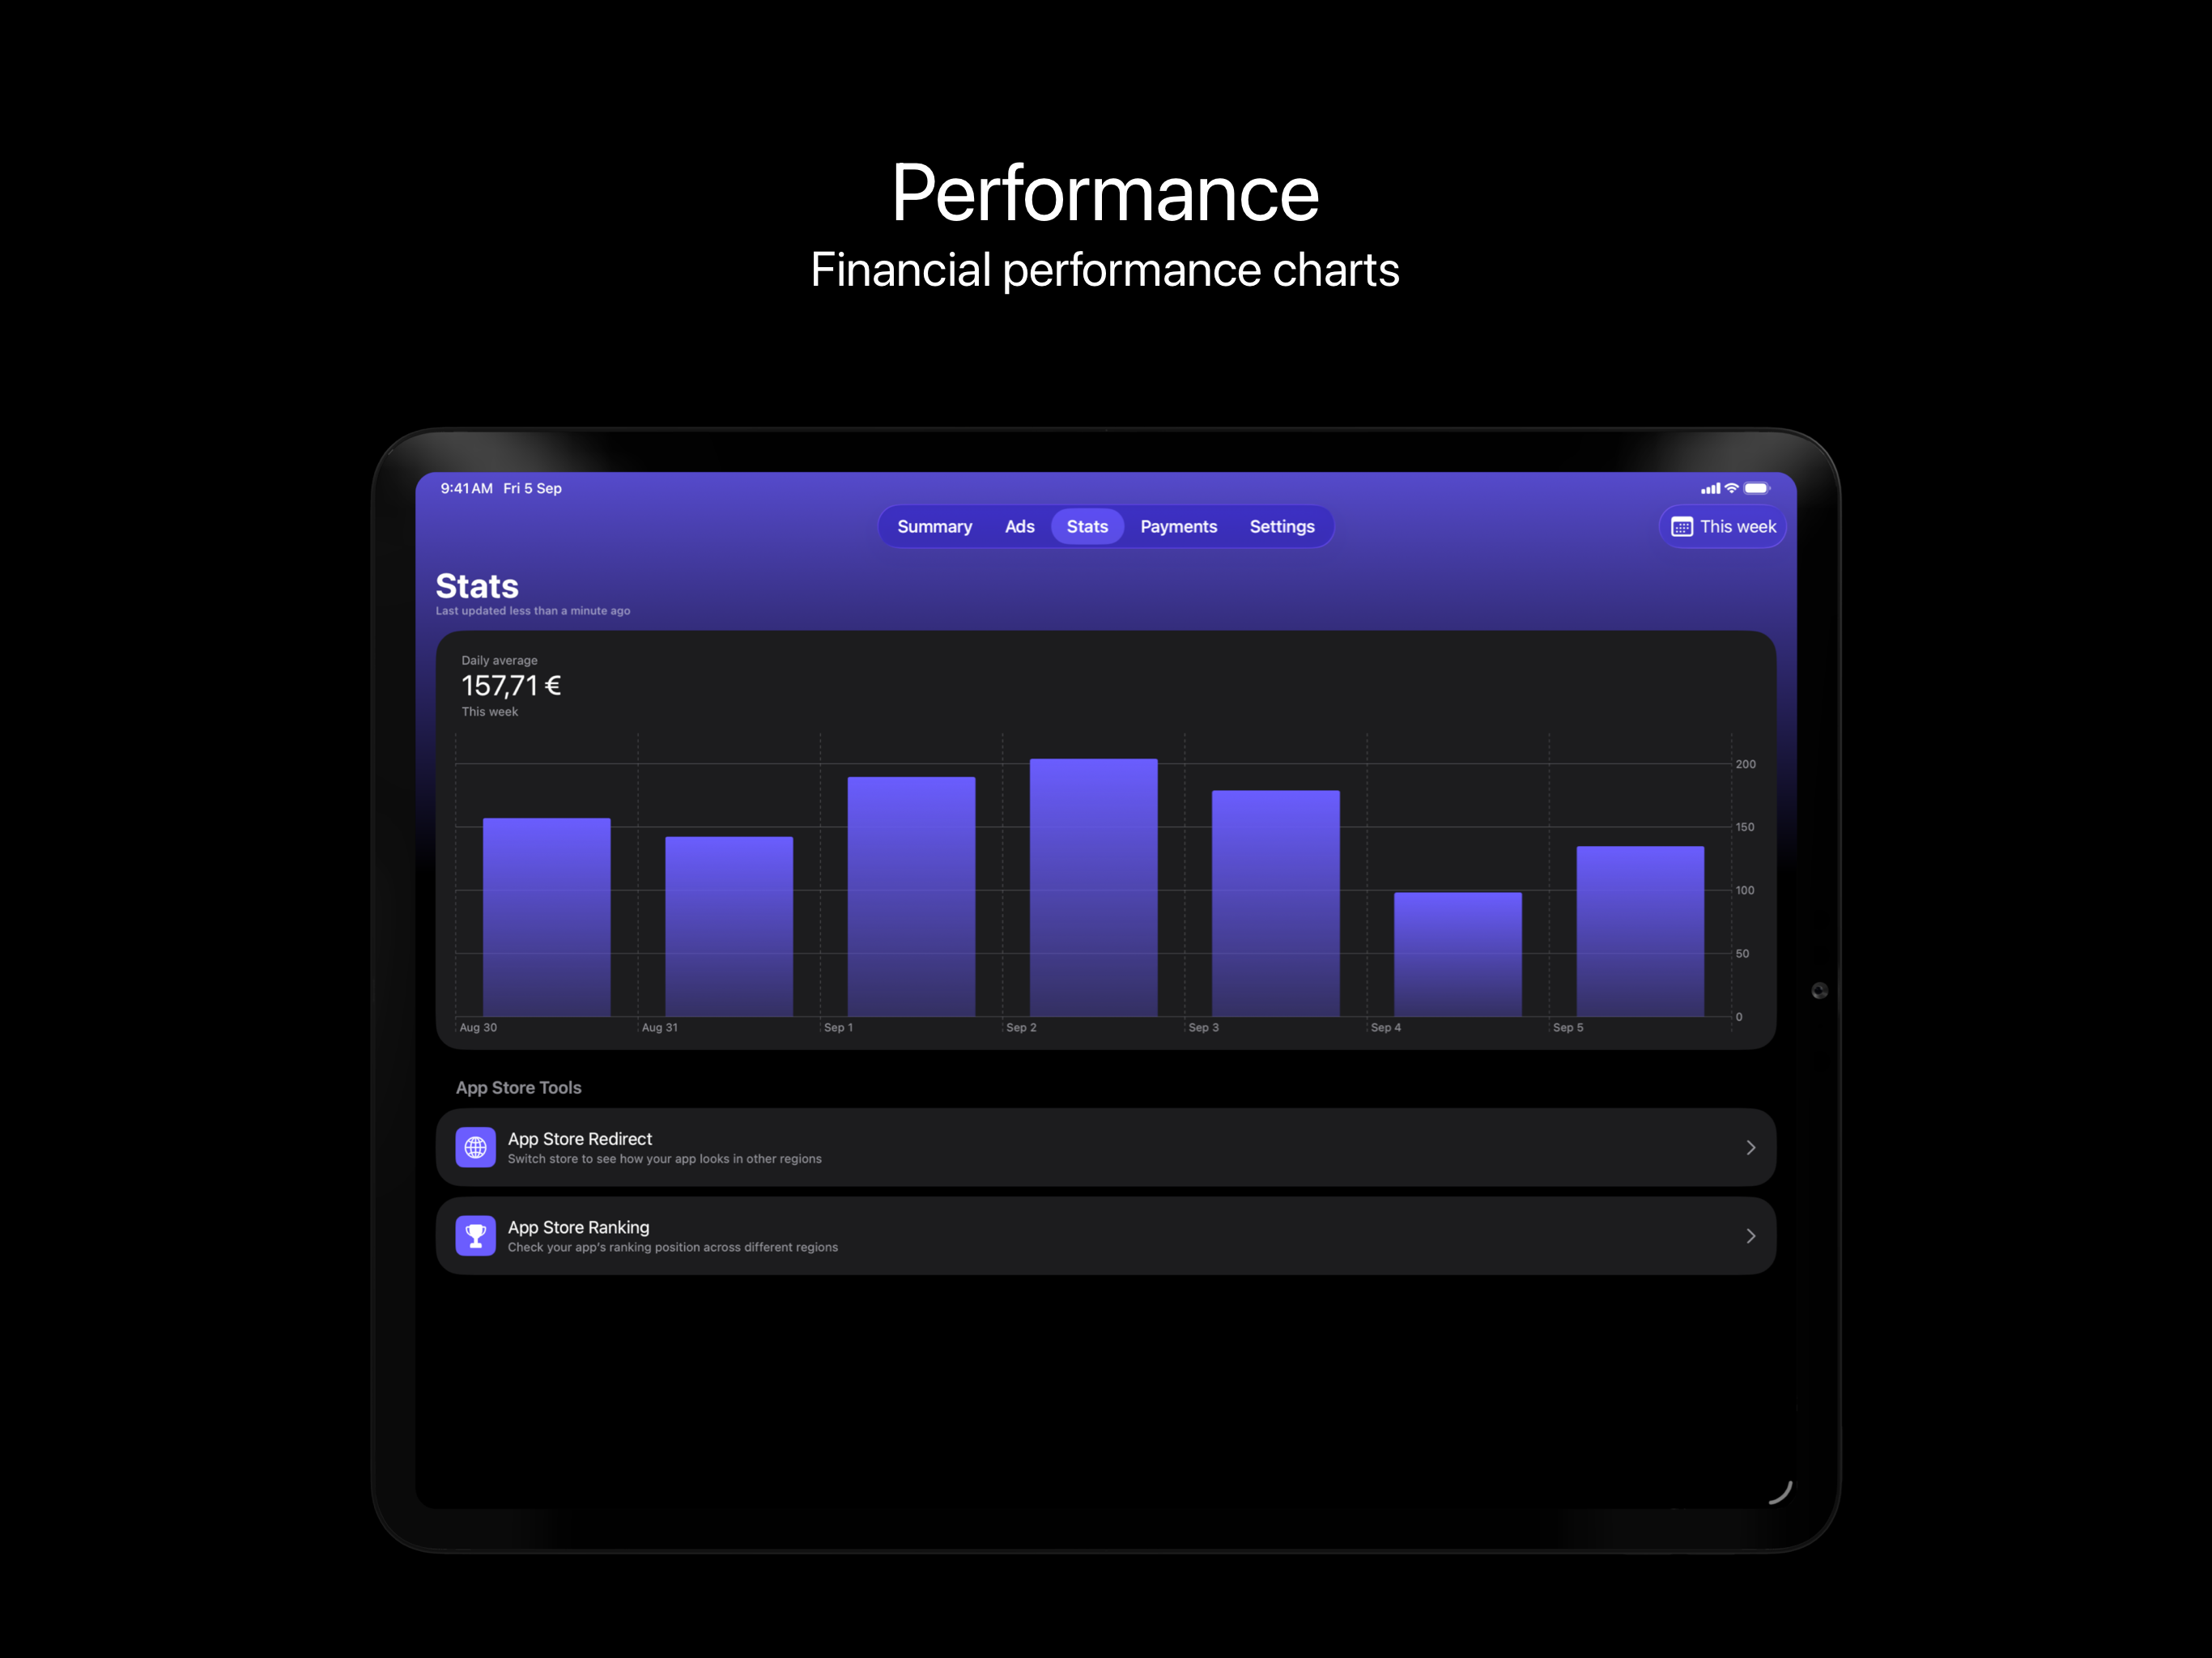 Performance
Financial performance charts
9:41 AM Fri 5 Sep
Summary Ads Stats Payments Settings
This week
Stats
Last updated less than a minute ago
Daily average
157,71 €
This week
200
150
100
50
0
Aug 30 Aug 31 Sep 1 Sep 2 Sep 3 Sep 4 Sep 5
App Store Tools
App Store Redirect
Switch store to see how your app looks in other regions
App Store Ranking
Check your app's ranking position across different regions